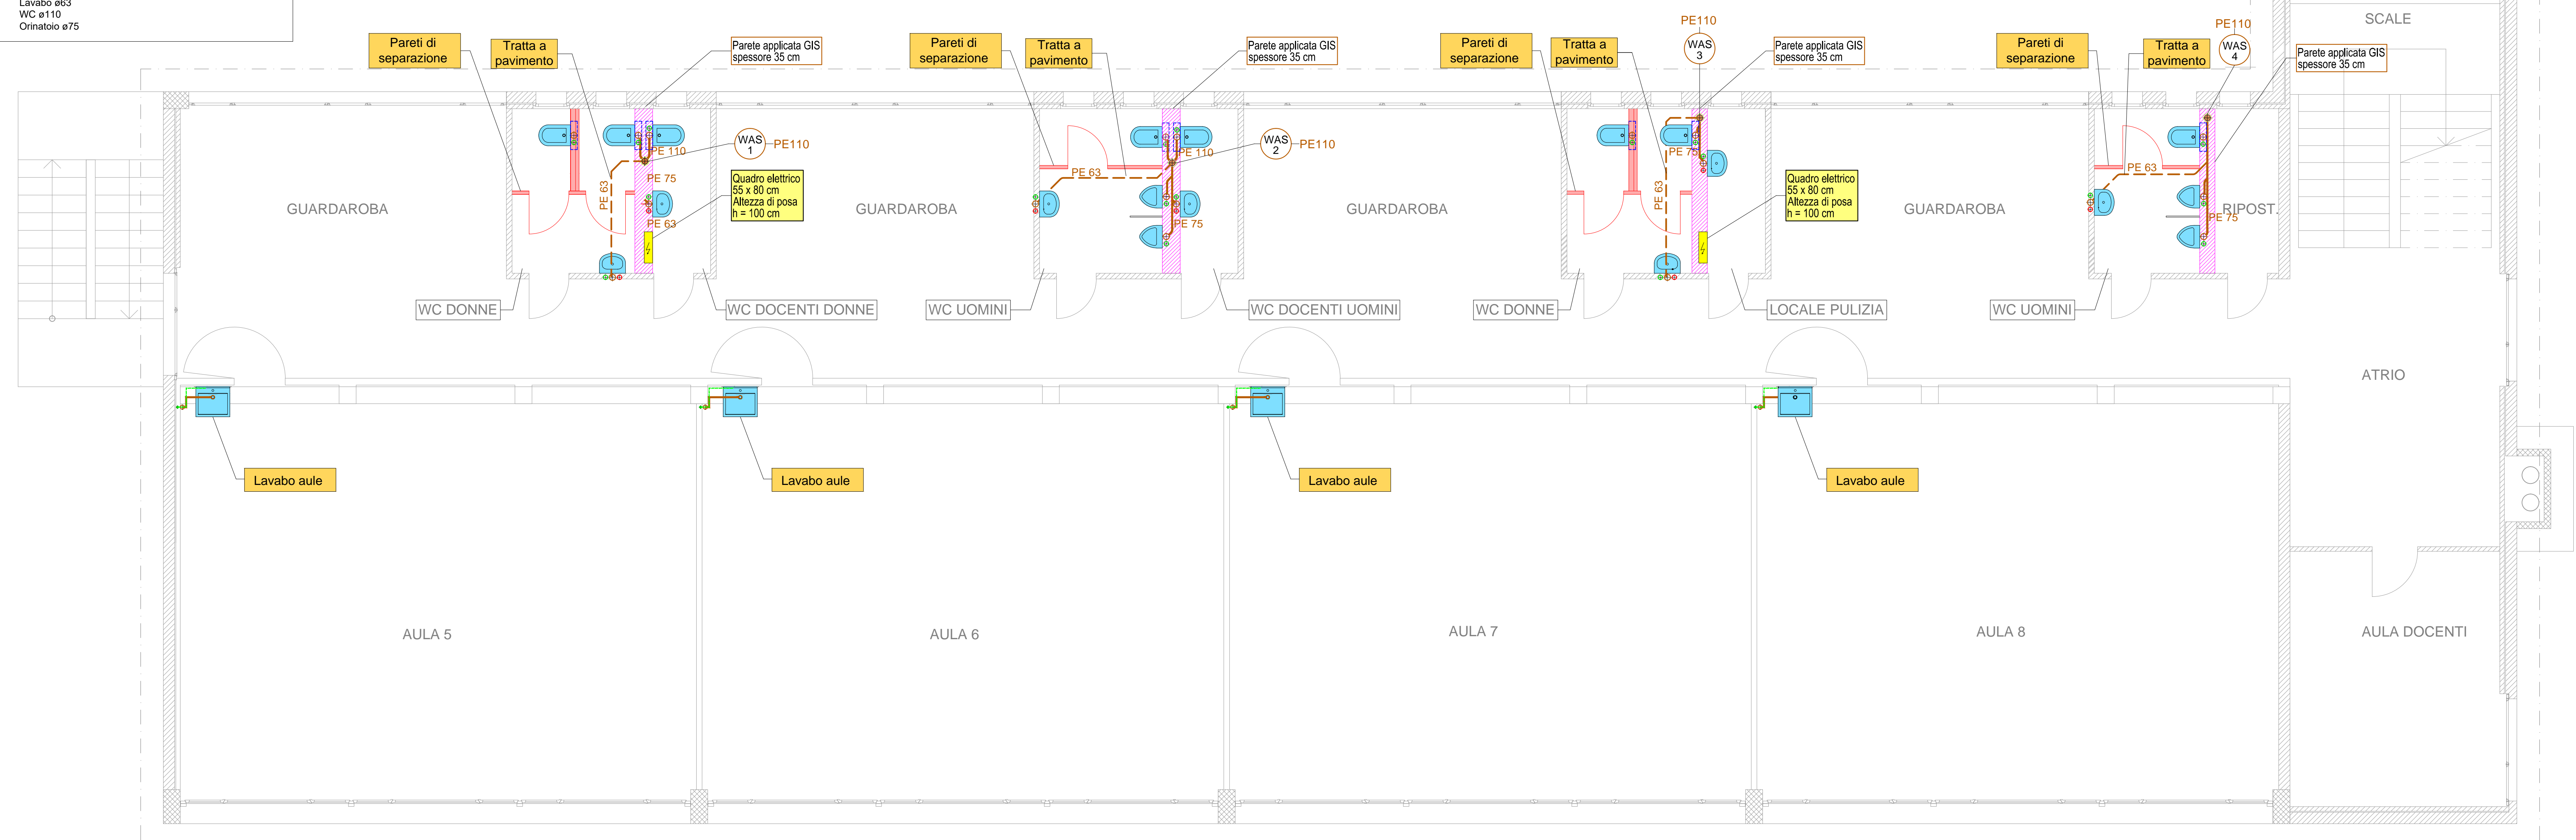 Lavabo ø63
WC ø110
Orinatoio ø75
Pareti di
separazione
Tratta a
pavimento
Parete applicata GIS
spessore 35 cm
Pareti di
separazione
Tratta a
pavimento
Parete applicata GIS
spessore 35 cm
Pareti di
separazione
Tratta a
pavimento
PE110
WAS
3
Parete applicata GIS
spessore 35 cm
Pareti di
separazione
Tratta a
pavimento
PE110
WAS
4
Parete applicata GIS
spessore 35 cm
SCALE
GUARDAROBA
PE 63
PE 110
PE 75
PE 63
WAS
1
PE110
Quadro elettrico
55 x 80 cm
Altezza di posa
h = 100 cm
GUARDAROBA
PE 63
PE 110
PE 75
WAS
2
PE110
GUARDAROBA
PE 63
PE 75
Quadro elettrico
55 x 80 cm
Altezza di posa
h = 100 cm
GUARDAROBA
PE 63
PE 75
RIPOST.
WC DONNE
WC DOCENTI DONNE
WC UOMINI
WC DOCENTI UOMINI
WC DONNE
LOCALE PULIZIA
WC UOMINI
ATRIO
Lavabo aule
Lavabo aule
Lavabo aule
Lavabo aule
AULA 5
AULA 6
AULA 7
AULA 8
AULA DOCENTI